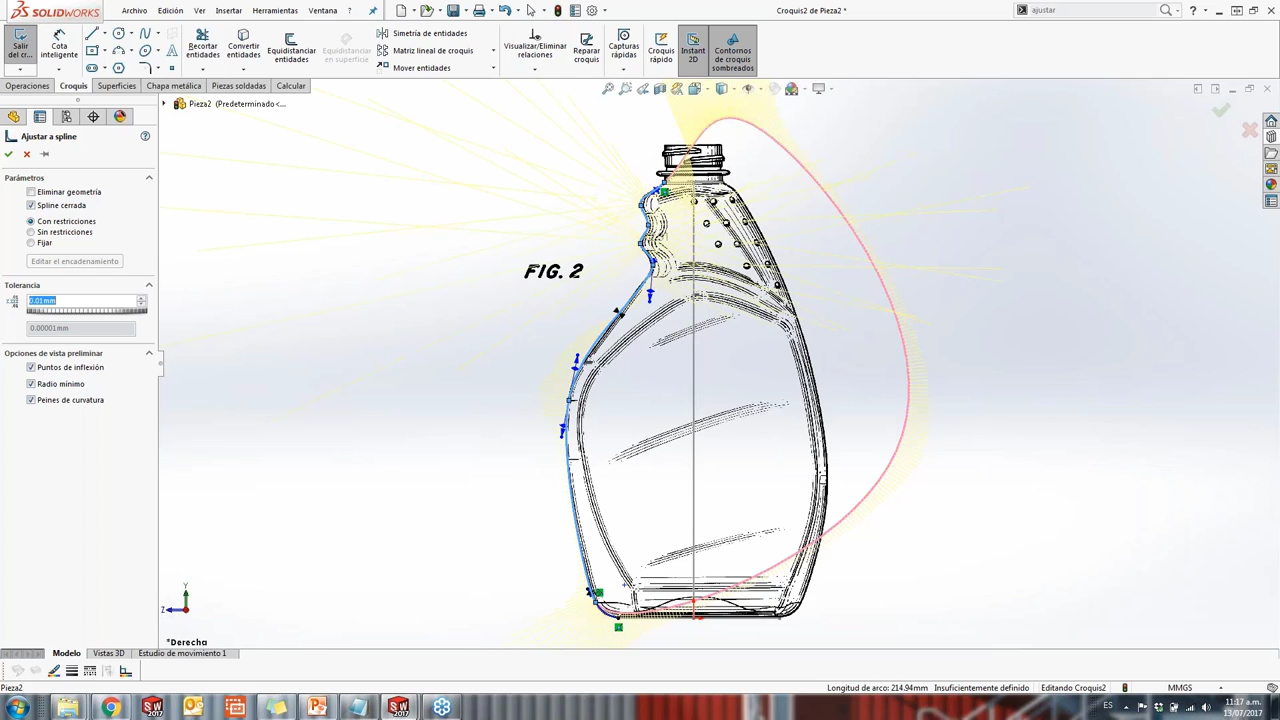 SOLIDWORKS
Archivo Edición Ver Insertar Herramientas Ventana ?
Croquis2 de Pieza2 *
ajustar
Salir del cr...
Cota inteligente
Recortar entidades
Convertir entidades
Equidistanciar entidades
Equidistanciar en superficie
Simetría de entidades
Matriz lineal de croquis
Mover entidades
Visualizar/Eliminar relaciones
Reparar croquis
Capturas rápidas
Croquis rápido
Instant 2D
Contornos de croquis sombreados
Operaciones Croquis Superficies Chapa metálica Piezas soldadas Calcular
Pieza2 (Predeterminado <...
Ajustar a spline
Parámetros
Eliminar geometría
Spline cerrada
Con restricciones
Sin restricciones
Fijar
Editar el encadenamiento
Tolerancia
0.01mm
0.00001mm
Opciones de vista preliminar
Puntos de inflexión
Radio mínimo
Peines de curvatura
FIG. 2
Y
Z
*Derecha
Modelo Vistas 3D Estudio de movimiento 1
Pieza2
Longitud de arco: 214.94mm Insuficientemente definido Editando Croquis2 MMGS
ES
11:17 a.m.
13/07/2017